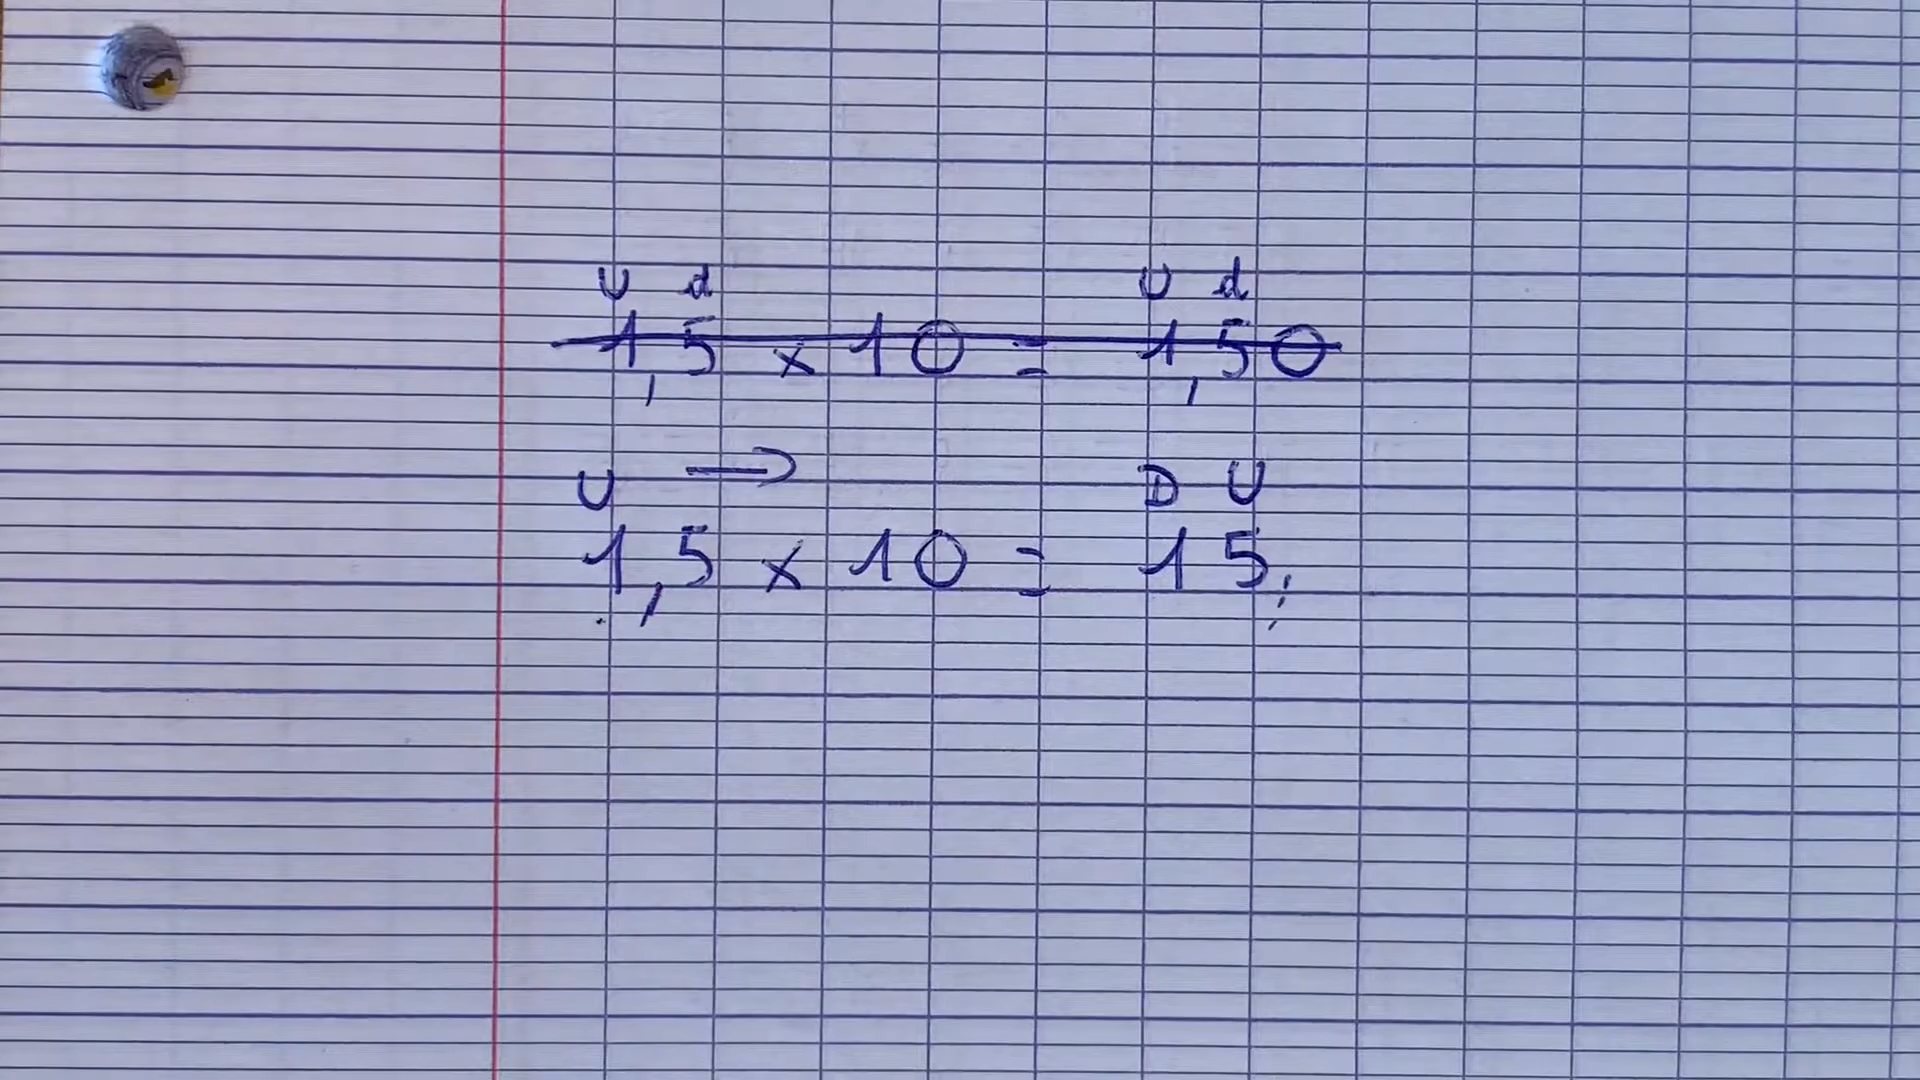 U d U d
1,5 x 10 = 1,50
U → D U
1,5 x 10 = 15,